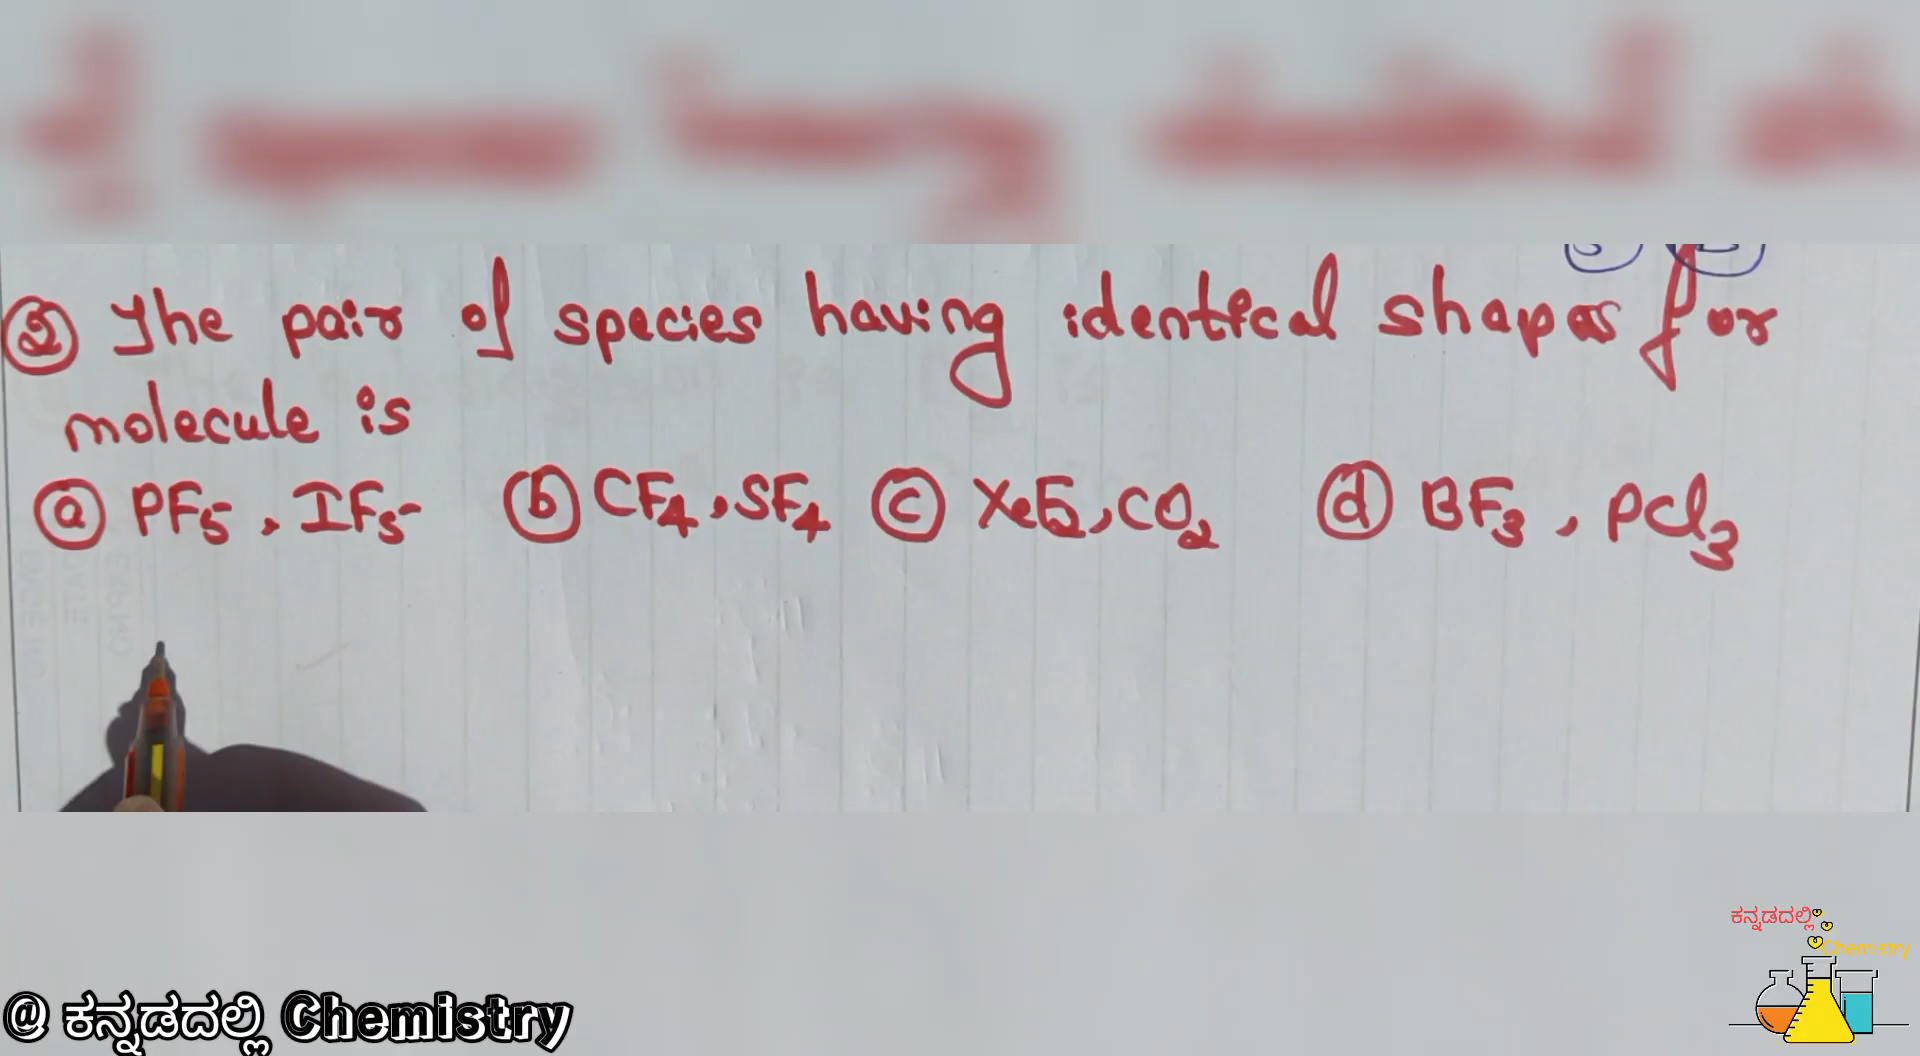 ② The pair of species having identical shapes for
molecule is
ⓐ PF₅, IF₅ ⓑ CF₄, SF₄ ⓒ XeF₂, CO₂ ⓓ BF₃, PCl₃
ಕನ್ನಡದಲ್ಲಿ
Chemistry
@ ಕನ್ನಡದಲ್ಲಿ Chemistry